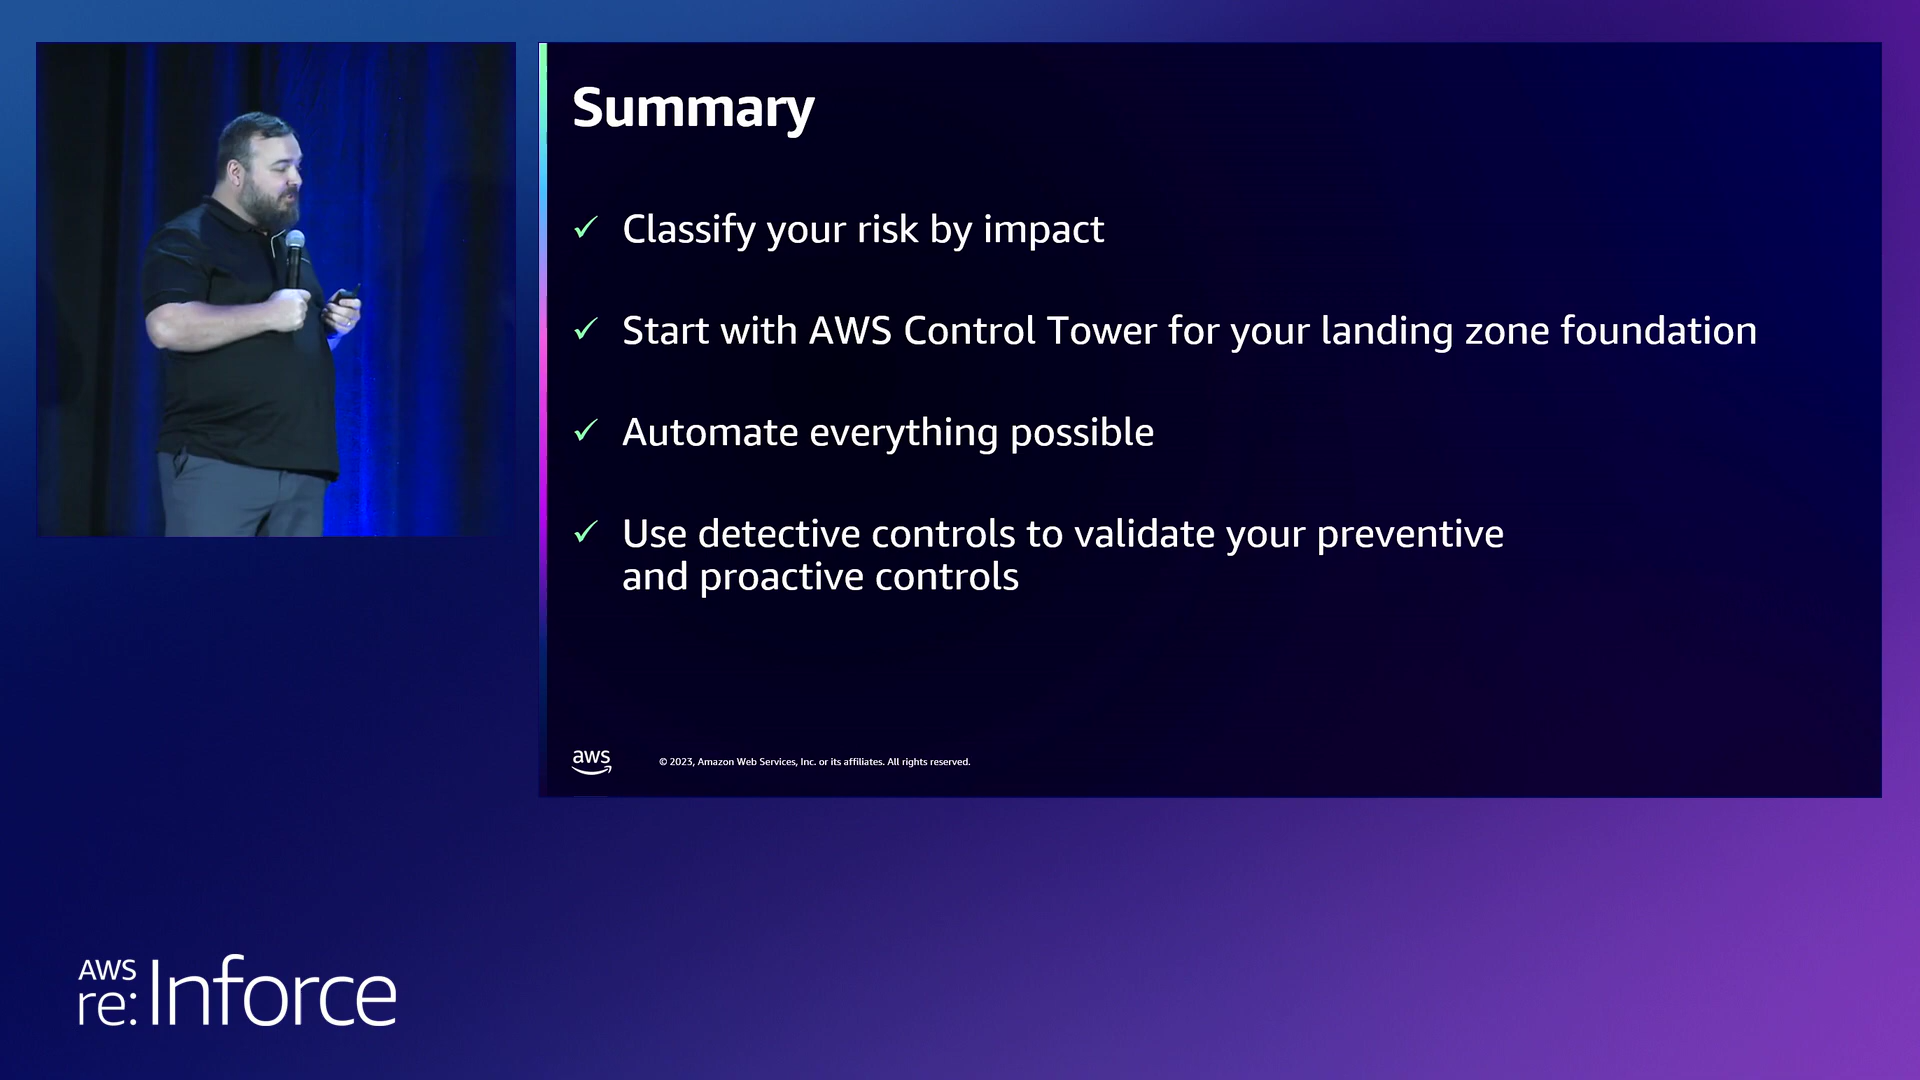 Summary
✓ Classify your risk by impact
✓ Start with AWS Control Tower for your landing zone foundation
✓ Automate everything possible
✓ Use detective controls to validate your preventive
and proactive controls
aws
© 2023, Amazon Web Services, Inc. or its affiliates. All rights reserved.
AWS
re:Inforce